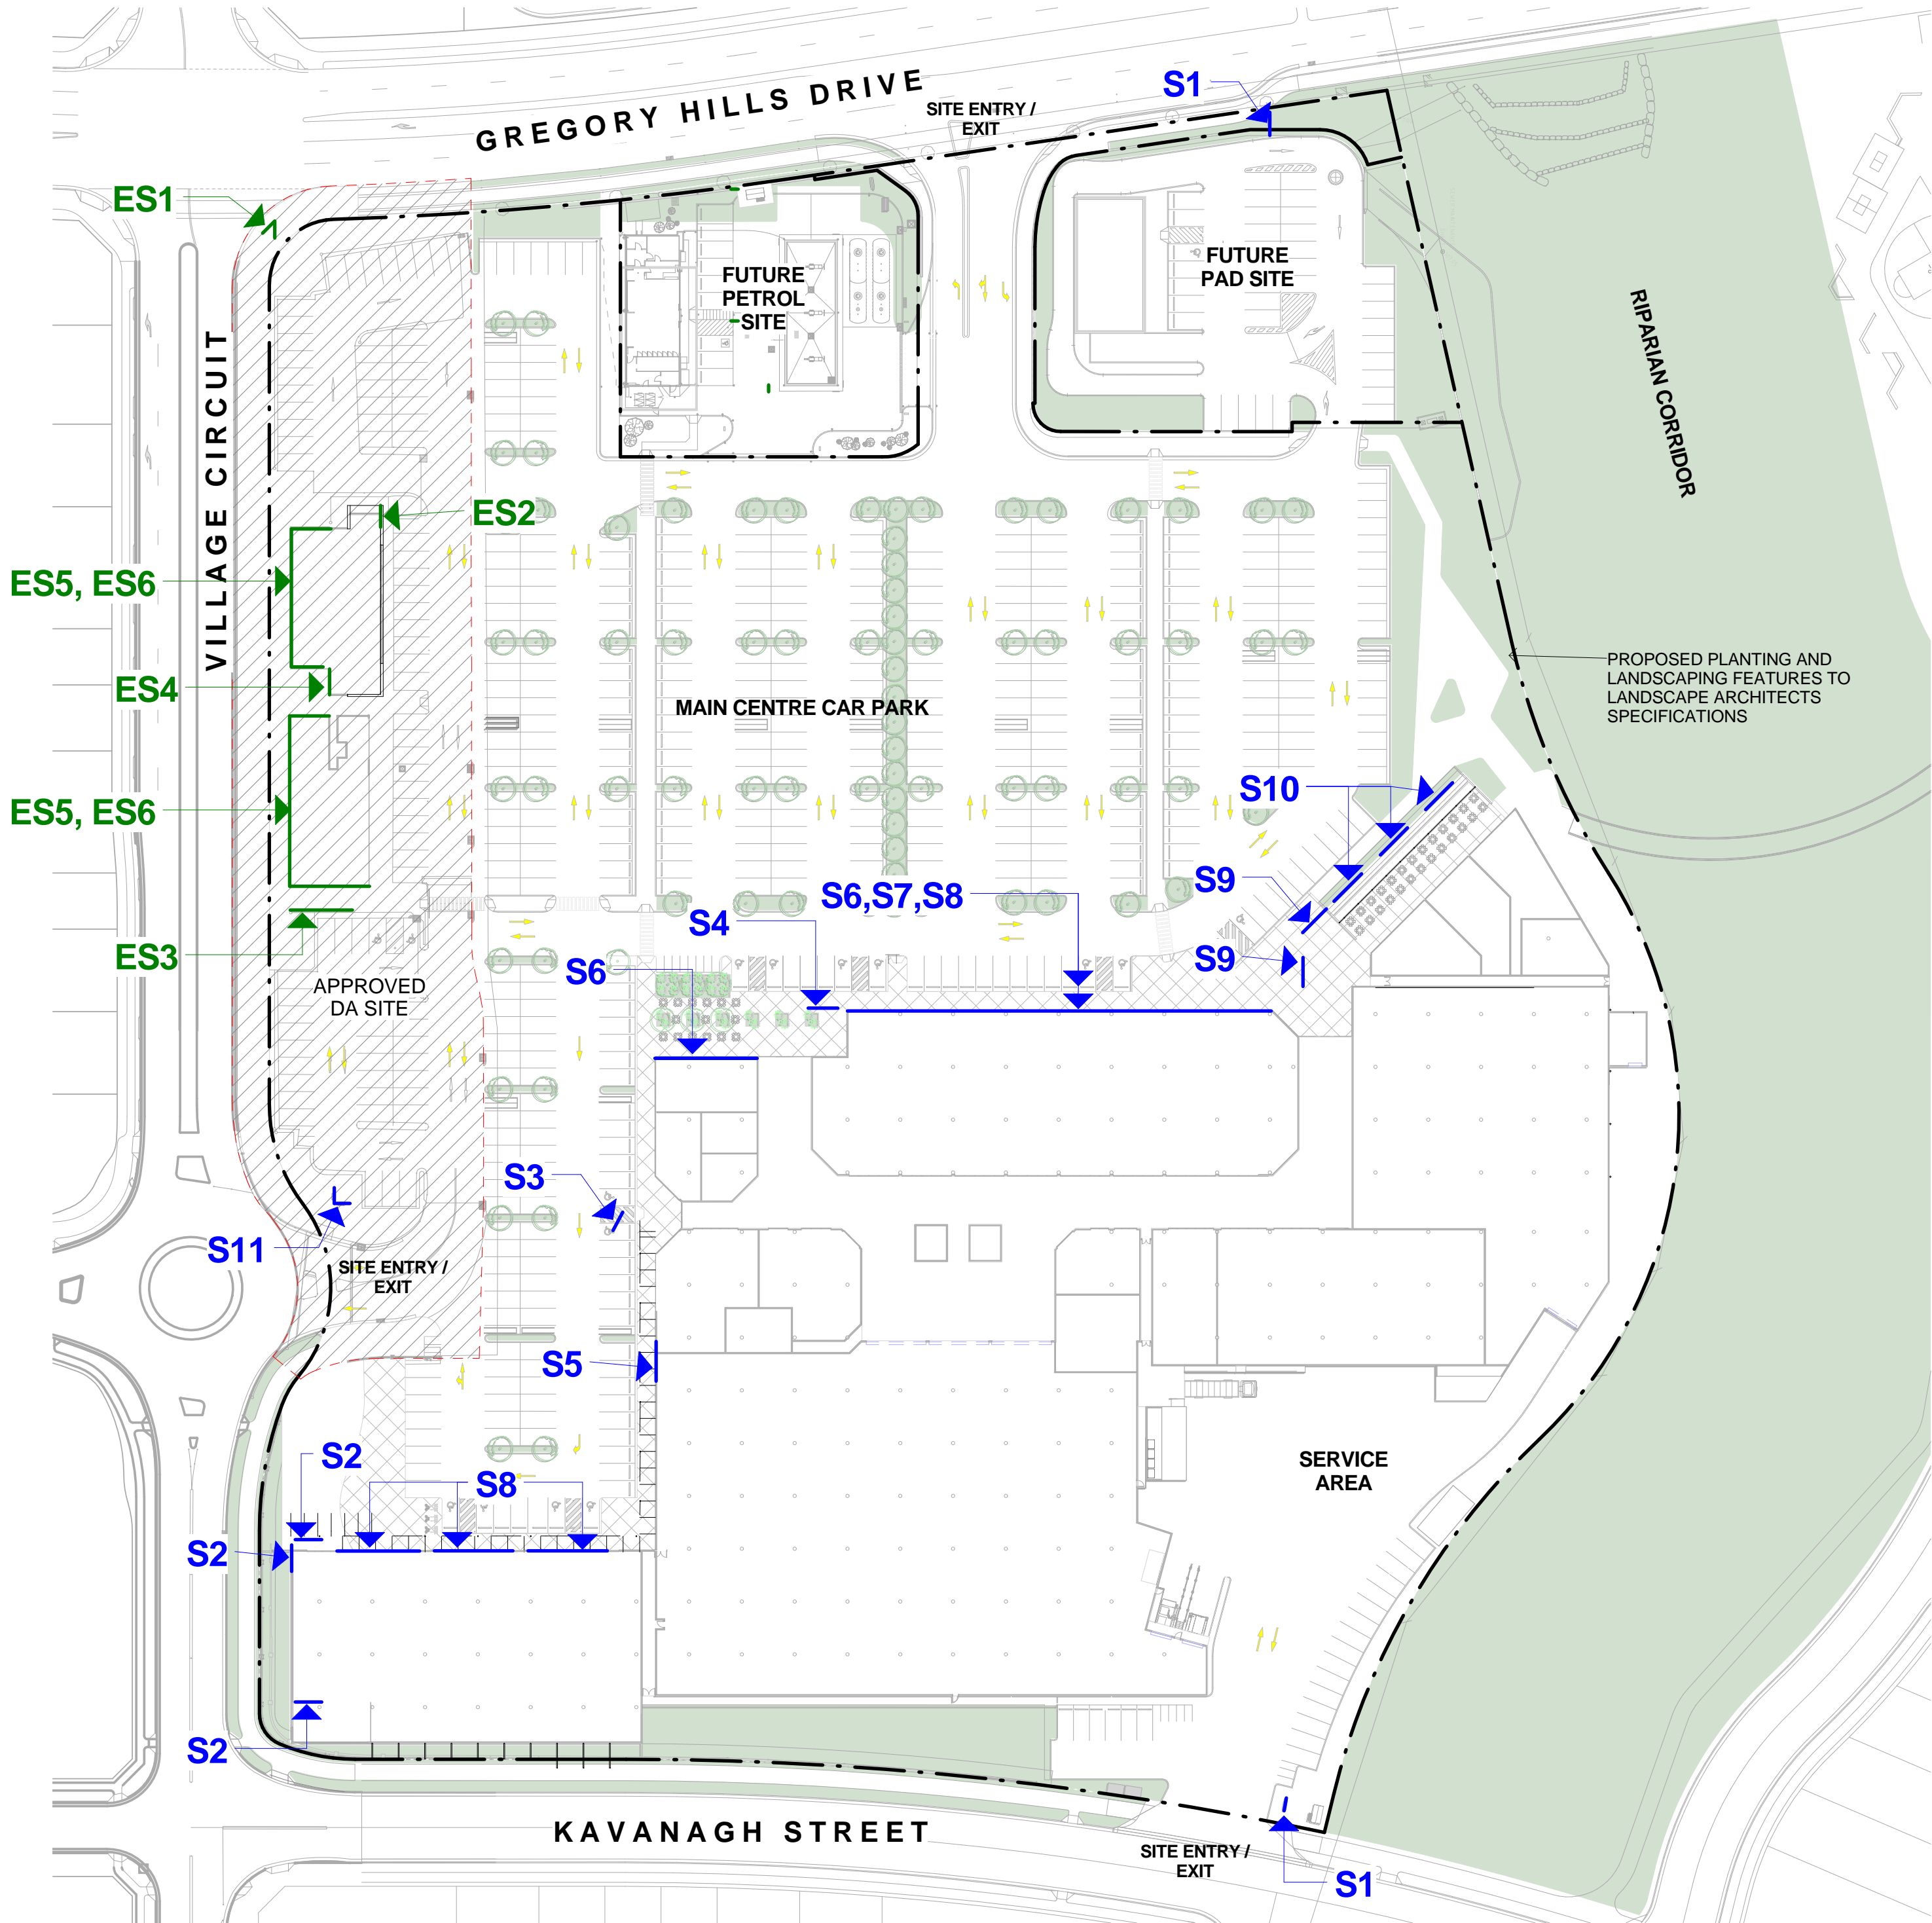 GREGORY HILLS DRIVE
SITE ENTRY /
EXIT
S1
ES1
FUTURE
PETROL
SITE
FUTURE
PAD SITE
RIPARIAN CORRIDOR
VILLAGE CIRCUIT
ES2
ES5, ES6
ES4
PROPOSED PLANTING AND
LANDSCAPING FEATURES TO
LANDSCAPE ARCHITECTS
SPECIFICATIONS
MAIN CENTRE CAR PARK
S10
ES5, ES6
S9
S6,S7,S8
S4
ES3
S6
S9
APPROVED
DA SITE
S3
S11
SITE ENTRY /
EXIT
S5
S2
S8
SERVICE
AREA
S2
S2
KAVANAGH STREET
SITE ENTRY /
EXIT
S1